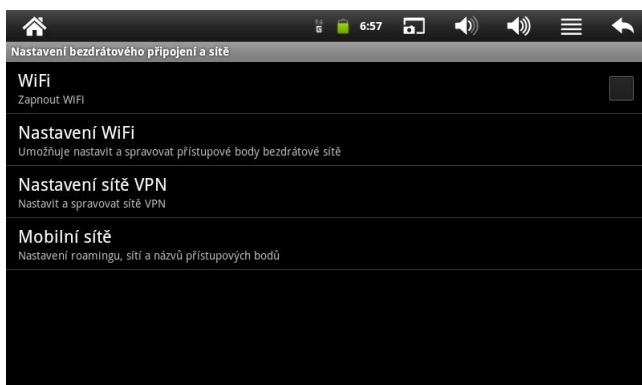 G 6:57
Nastavení bezdrátového připojení a sítě
WiFi
Zapnout WiFi
Nastavení WiFi
Umožňuje nastavit a spravovat přístupové body bezdrátové sítě
Nastavení sítě VPN
Nastavit a spravovat sítě VPN
Mobilní sítě
Nastavení roamingu, sítí a názvů přístupových bodů